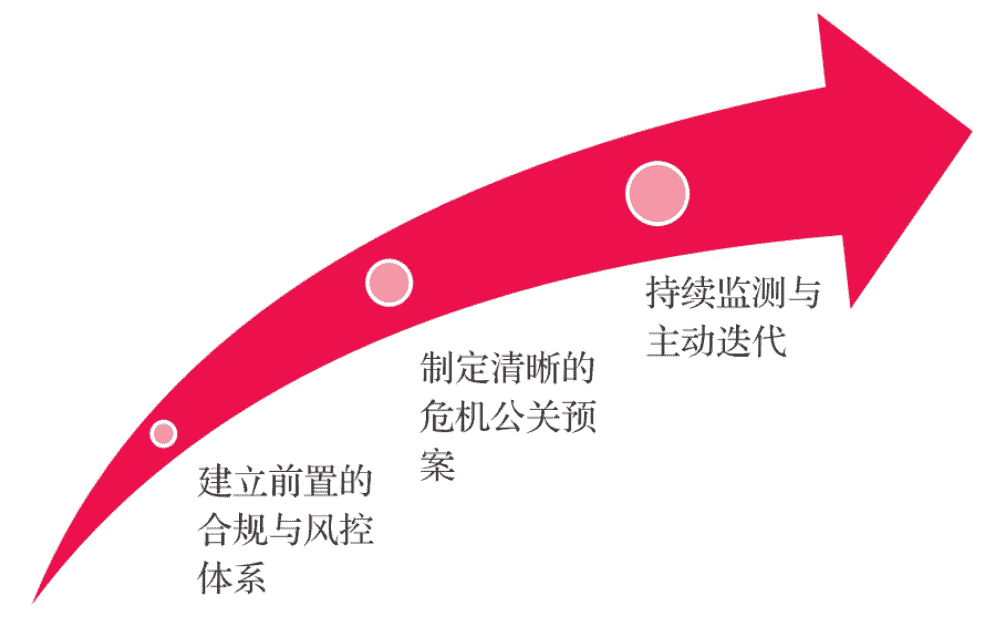 建立前置的
合规与风控
体系
制定清晰的
危机公关预
案
持续监测与
主动迭代